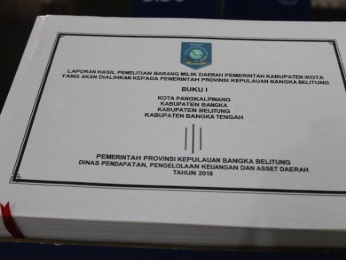 LAPORAN HASIL PENELITIAN BARANG MILIK DAERAH PEMERINTAH KABUPATEN/KOTA
YANG AKAN DIALIHKAN KEPADA PEMERINTAH PROVINSI KEPULAUAN BANGKA BELITUNG
BUKU I
KOTA PANGKALPINANG
KABUPATEN BANGKA
KABUPATEN BELITUNG
KABUPATEN BANGKA TENGAH
PEMERINTAH PROVINSI KEPULAUAN BANGKA BELITUNG
DINAS PENDAPATAN, PENGELOLAAN KEUANGAN DAN ASSET DAERAH
TAHUN 2016